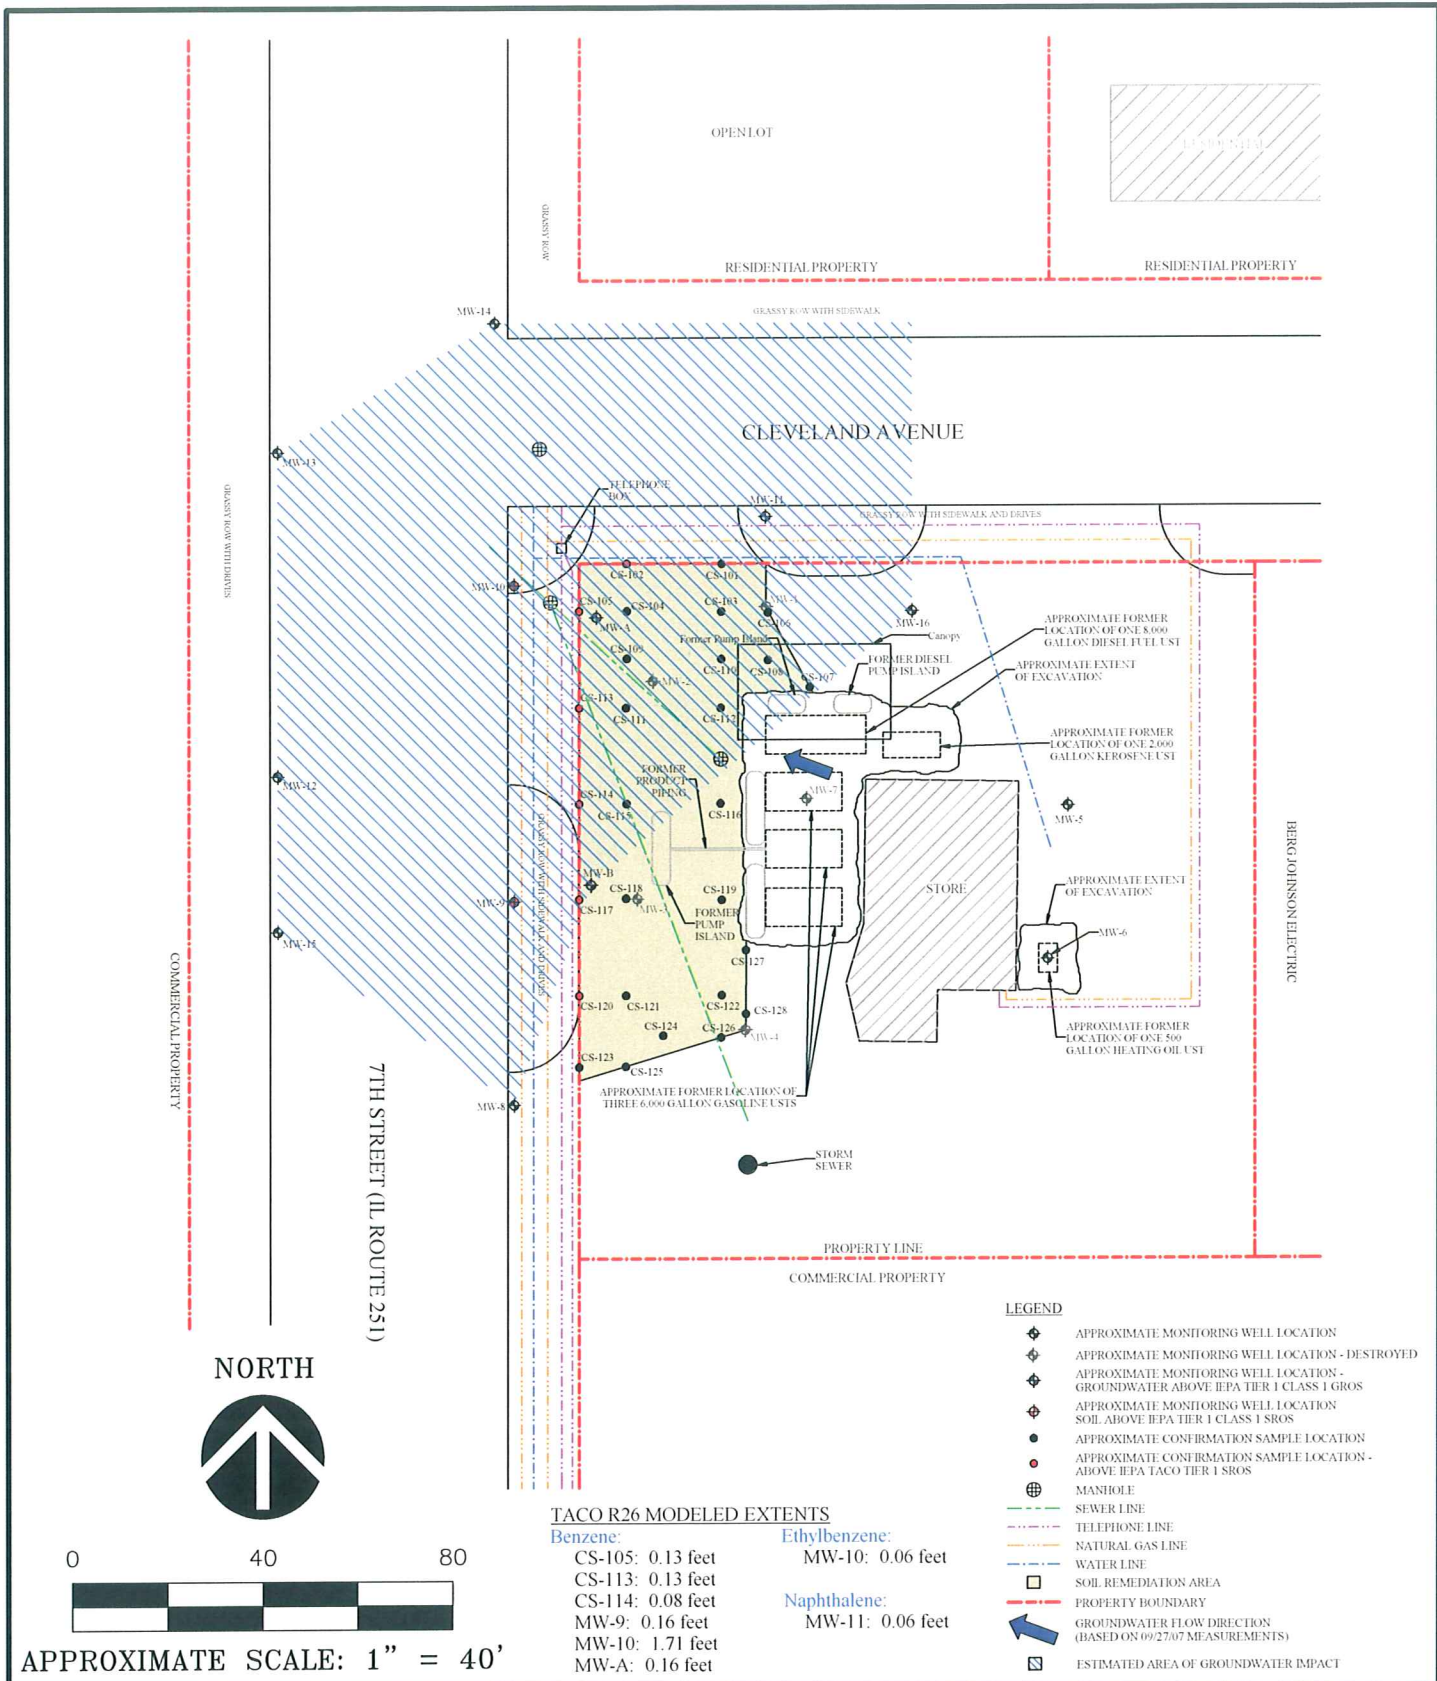 OPEN LOT
RESIDENTIAL
GRASSY ROW
RESIDENTIAL PROPERTY
RESIDENTIAL PROPERTY
GRASSY ROW WITH SIDEWALK
MW-14
CLEVELAND AVENUE
MW-13
TELEPHONE
BOX
MW-11
GRASSY ROW WITH SIDEWALK AND DRIVES
GRASSY ROW WITH DRIVES
CS-102
CS-101
MW-10
CS-105
CS-104
CS-103
MW-1
CS-106
MW-A
MW-16
Former Pump Island
Canopy
APPROXIMATE FORMER
LOCATION OF ONE 8,000
GALLON DIESEL FUEL UST
CS-109
CS-110
CS-108
CS-107
FORMER DIESEL
PUMP ISLAND
APPROXIMATE EXTENT
OF EXCAVATION
MW-2
CS-113
CS-111
CS-112
APPROXIMATE FORMER
LOCATION OF ONE 2,000
GALLON KEROSENE UST
FORMER
PRODUCT
PIPING
MW-12
CS-114
CS-115
CS-116
MW-7
MW-5
GRASSY ROW WITH SIDEWALK AND DRIVES
BERG JOHNSON ELECTRIC
MW-B
CS-118
CS-119
STORE
APPROXIMATE EXTENT
OF EXCAVATION
MW-9
CS-117
MW-3
FORMER
PUMP
ISLAND
MW-15
MW-6
CS-127
COMMERCIAL PROPERTY
CS-120
CS-121
CS-122
CS-128
CS-124
CS-126
MW-4
APPROXIMATE FORMER
LOCATION OF ONE 500
GALLON HEATING OIL UST
CS-123
CS-125
APPROXIMATE FORMER LOCATION OF
THREE 6,000 GALLON GASOLINE USTS
MW-8
7TH STREET (IL ROUTE 251)
STORM
SEWER
PROPERTY LINE
COMMERCIAL PROPERTY
LEGEND
APPROXIMATE MONITORING WELL LOCATION
APPROXIMATE MONITORING WELL LOCATION - DESTROYED
APPROXIMATE MONITORING WELL LOCATION -
GROUNDWATER ABOVE IEPA TIER 1 CLASS 1 GROS
APPROXIMATE MONITORING WELL LOCATION
SOIL ABOVE IEPA TIER 1 CLASS 1 SROS
APPROXIMATE CONFIRMATION SAMPLE LOCATION
APPROXIMATE CONFIRMATION SAMPLE LOCATION -
ABOVE IEPA TACO TIER 1 SROS
MANHOLE
SEWER LINE
TELEPHONE LINE
NATURAL GAS LINE
WATER LINE
SOIL REMEDIATION AREA
PROPERTY BOUNDARY
GROUNDWATER FLOW DIRECTION
(BASED ON 09/27/07 MEASUREMENTS)
ESTIMATED AREA OF GROUNDWATER IMPACT
NORTH
0 40 80
APPROXIMATE SCALE: 1" = 40'
TACO R26 MODELED EXTENTS
Benzene:
CS-105: 0.13 feet
CS-113: 0.13 feet
CS-114: 0.08 feet
MW-9: 0.16 feet
MW-10: 1.71 feet
MW-A: 0.16 feet
Ethylbenzene:
MW-10: 0.06 feet
Naphthalene:
MW-11: 0.06 feet